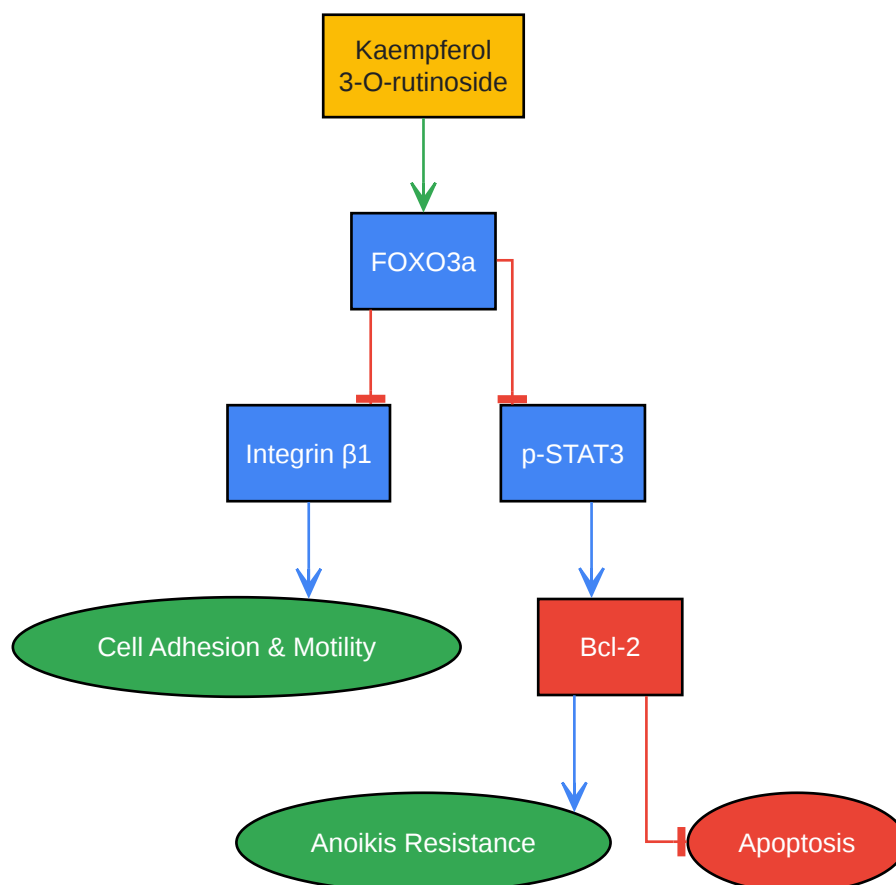 Kaempferol
3-O-rutinoside
FOXO3a
Integrin β1
p-STAT3
Cell Adhesion & Motility
Bcl-2
Anoikis Resistance
Apoptosis